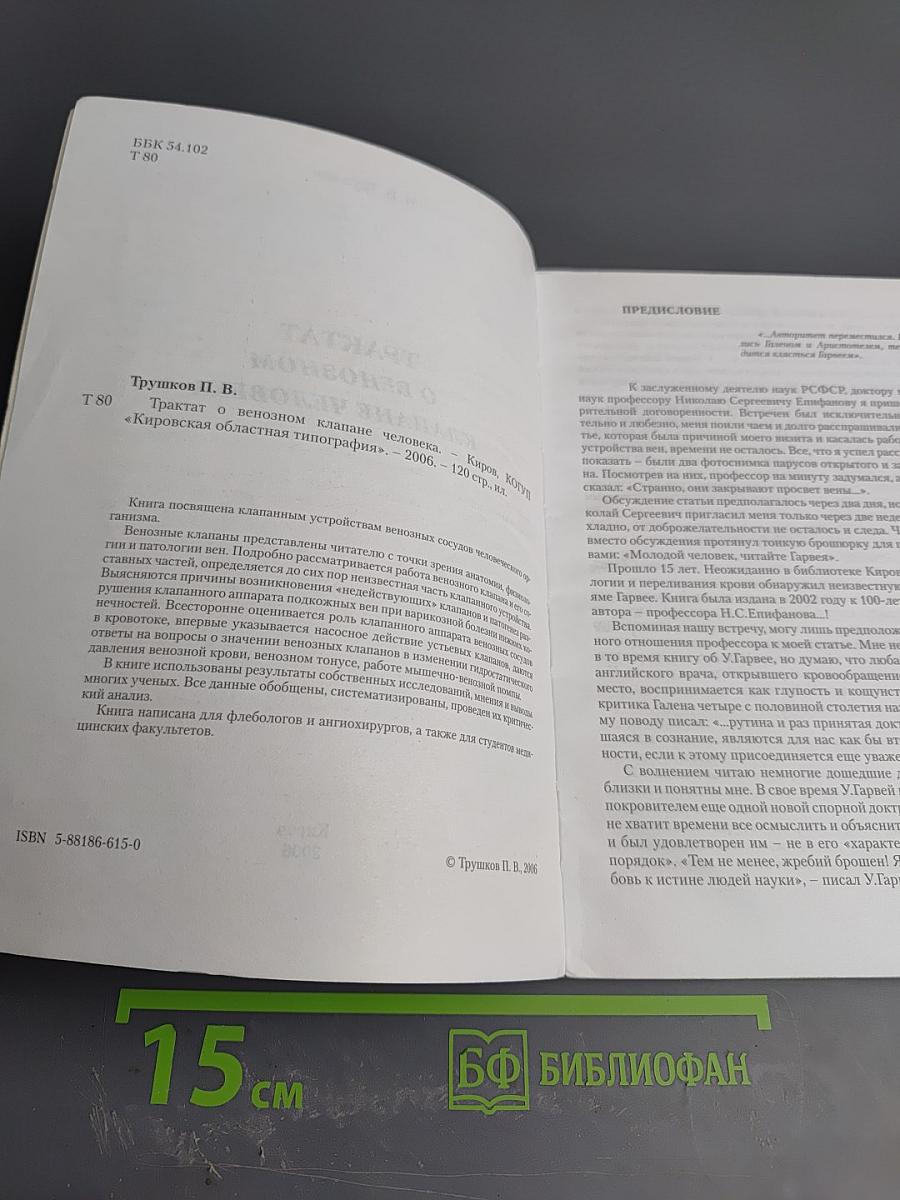 ББК 54.102
Т 80
Трушков П. В.
Т 80 Трактат о венозном клапане человека. – Киров, КОГУП
«Кировская областная типография». – 2006. – 120 стр., ил.
Книга посвящена клапанным устройствам венозных сосудов человеческого ор-
ганизма.
Венозные клапаны представлены читателю с точки зрения анатомии, физиоло-
гии и патологии вен. Подробно рассматривается работа венозного клапана и его со-
ставных частей, определяется до сих пор неизвестная часть клапанного устройства.
Выясняются причины возникновения «недействующих» клапанов и патогенез раз-
рушения клапанного аппарата подкожных вен при варикозной болезни нижних ко-
нечностей. Всесторонне оценивается роль клапанного аппарата венозных сосудов
в кровотоке, впервые указывается насосное действие устьевых клапанов, даются
ответы на вопросы о значении венозных клапанов в изменении гидростатического
давления венозной крови, венозном тонусе, работе мышечно-венозной помпы.
В книге использованы результаты собственных исследований, мнения и выводы
многих ученых. Все данные обобщены, систематизированы, проведен их критичес-
кий анализ.
Книга написана для флебологов и ангиохирургов, а также для студентов меди-
цинских факультетов.
ISBN 5-88186-615-0
© Трушков П. В., 2006
ПРЕДИСЛОВИЕ
«...Авторитет переместился.
лись Галеном и Аристотелем, те
дится клясться Гарвеем».
К заслуженному деятелю наук РСФСР, доктору
наук профессору Николаю Сергеевичу Епифанову я приш
рительной договоренности. Встречен был исключительн
тельно и любезно, меня поили чаем и долго расспрашивали
тье, которая была причиной моего визита и касалась рабо
устройства вен, времени не осталось. Все, что я успел расс
показать – были два фотоснимка парусов открытого и за
на. Посмотрев на них, профессор на минуту задумался, а
сказал: «Странно, они закрывают просвет вены...».
Обсуждение статьи предполагалось через два дня, но
колай Сергеевич пригласил меня только через две неде
хладно, от доброжелательности не осталось и следа. Ч
вместо обсуждения протянул тонкую брошюрку для
вами: «Молодой человек, читайте Гарвея».
Прошло 15 лет. Неожиданно в библиотеке Киров
логии и переливания крови обнаружил неизвестную
яме Гарвее. Книга была издана в 2002 году к 100-лет
автора – профессора Н.С.Епифанова...!
Вспоминая нашу встречу, могу лишь предполож
ного отношения профессора к моей статье. Мне не
в то время книгу об У.Гарвее, но думаю, что люба
английского врача, открывшего кровообращение
место, воспринимается как глупость и кощунст
критика Галена четыре с половиной столетия на
му поводу писал: «...рутина и раз принятая докт
шаяся в сознание, являются для нас как бы вт
ности, если к этому присоединяется еще уваже
С волнением читаю немногие дошедшие д
близки и понятны мне. В свое время У.Гарвей
покровителем еще одной новой спорной доктр
не хватит времени все осмыслить и объяснит
и был удовлетворен им – не в его «характе
порядок». «Тем не менее, жребий брошен! Я
бовь к истине людей науки», – писал У.Гар
15 см
БФ БИБЛИОФАН